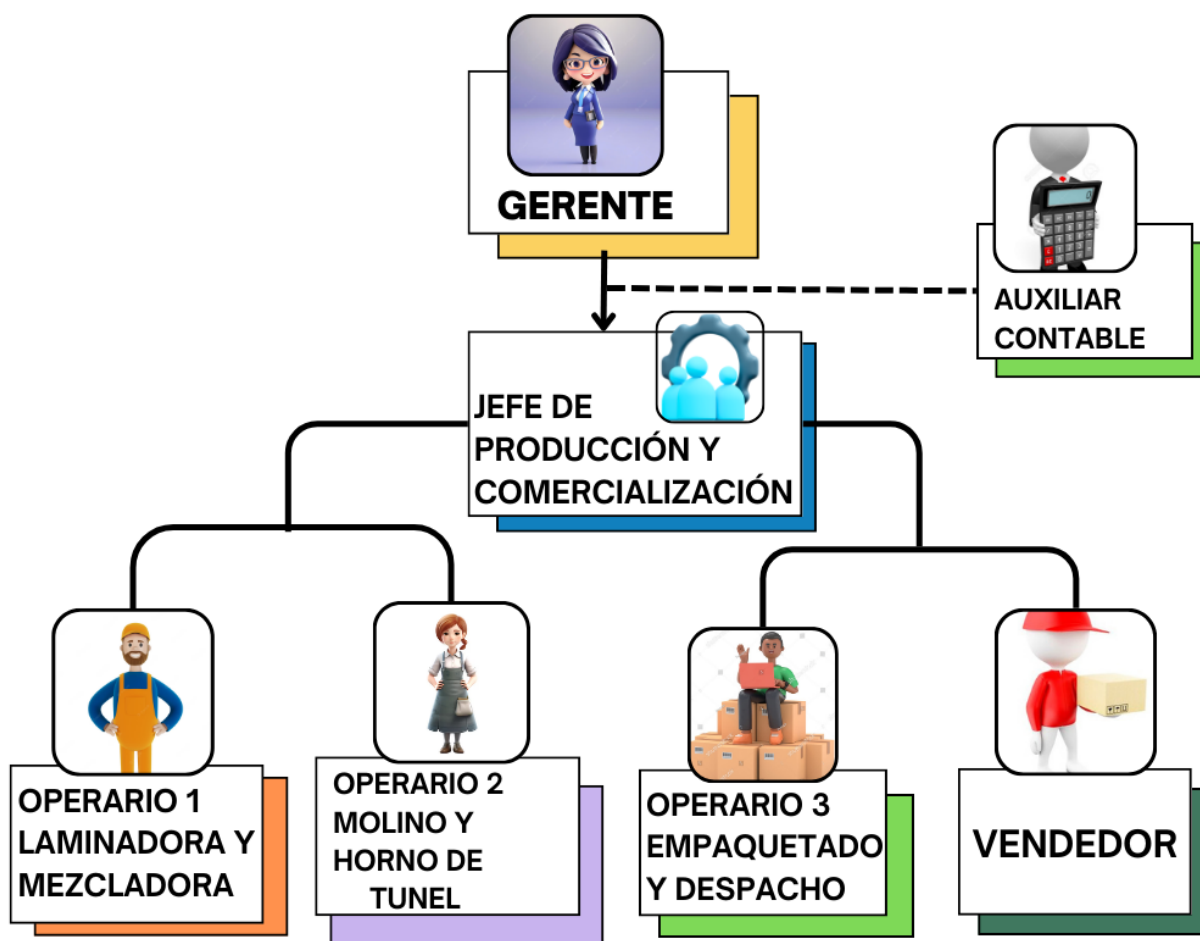 GERENTE
AUXILIAR
CONTABLE
JEFE DE
PRODUCCIÓN Y
COMERCIALIZACIÓN
OPERARIO 1
LAMINADORA Y
MEZCLADORA
OPERARIO 2
MOLINO Y
HORNO DE
TUNEL
OPERARIO 3
EMPAQUETADO
Y DESPACHO
VENDEDOR